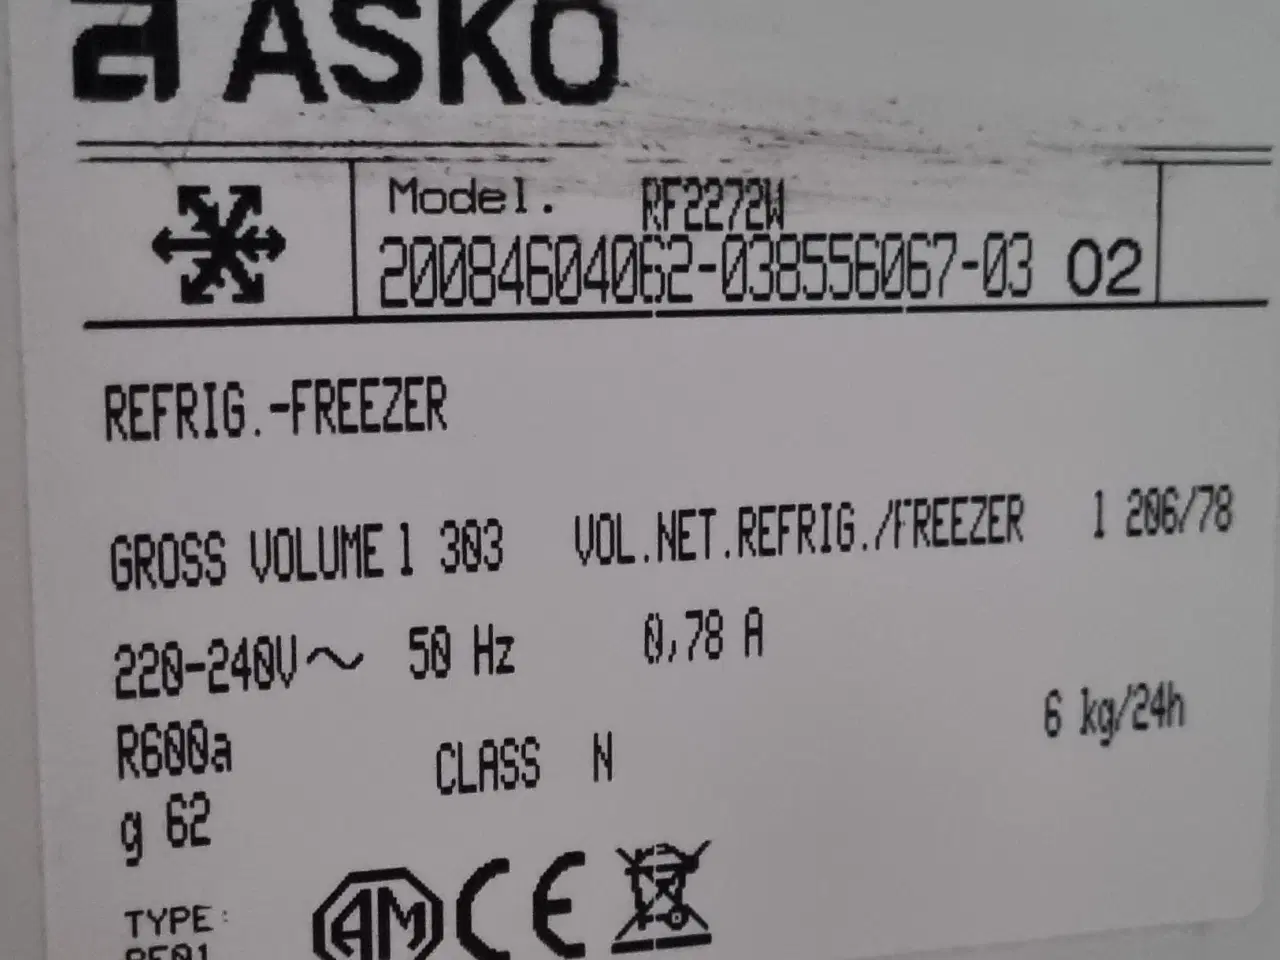 a ASKO
Model. RF2272W
20084604062-038556067-03 02
REFRIG.-FREEZER
GROSS VOLUME l 303 VOL.NET.REFRIG./FREEZER l 206/78
220-240V~ 50 Hz 0,78 A
6 kg/24h
R600a CLASS N
g 62
TYPE:
AM CE